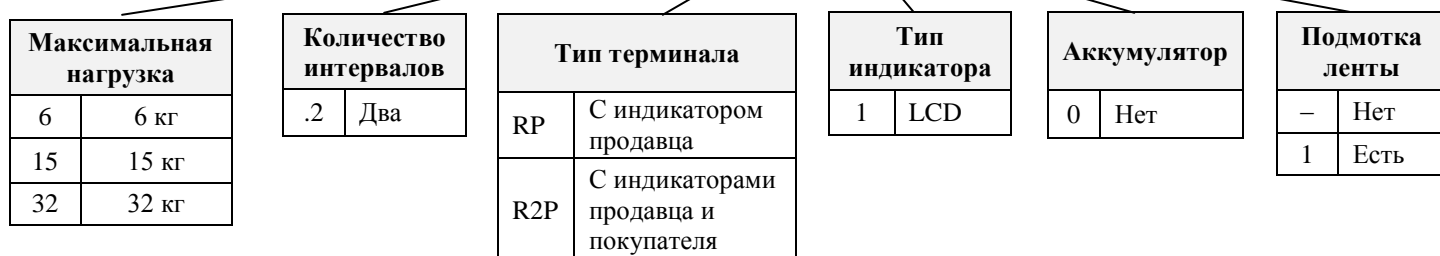 Максимальная
нагрузка
6 6 кг
15 15 кг
32 32 кг
Количество
интервалов
.2 Два
Тип терминала
RP С индикатором
продавца
R2P С индикаторами
продавца и
покупателя
Тип
индикатора
1 LCD
Аккумулятор
0 Нет
Подмотка
ленты
– Нет
1 Есть